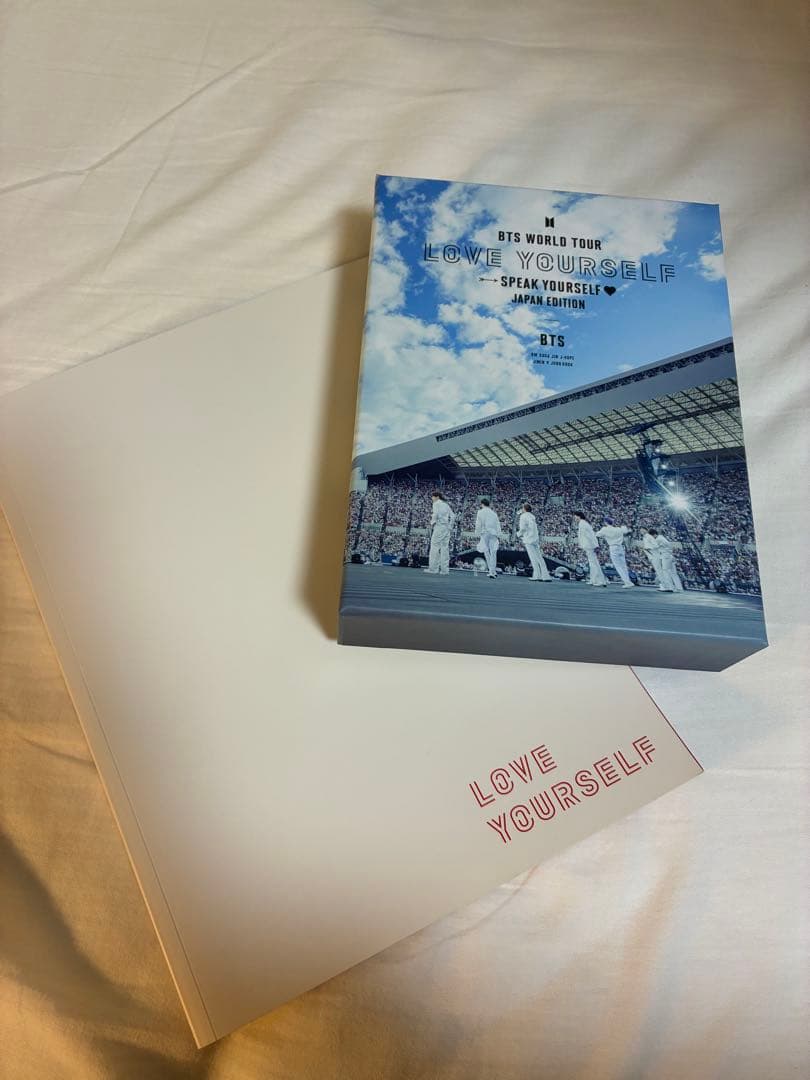 BTS WORLD TOUR
LOVE YOURSELF
SPEAK YOURSELF
JAPAN EDITION
BTS
RM SUGA JIN J-HOPE
JIMIN V JUNG KOOK
LOVE
YOURSELF